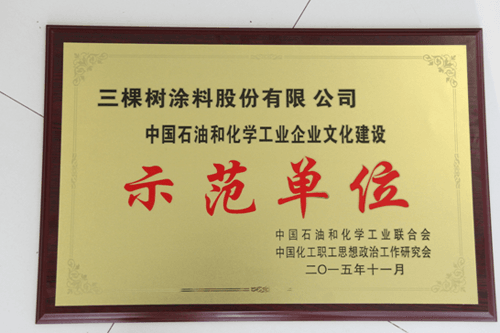 三棵树涂料股份有限 公司
中国石油和化学工业企业文化建设
示范单位
中国石油和化学工业联合会
中国化工职工思想政治工作研究会
二〇一五年十一月